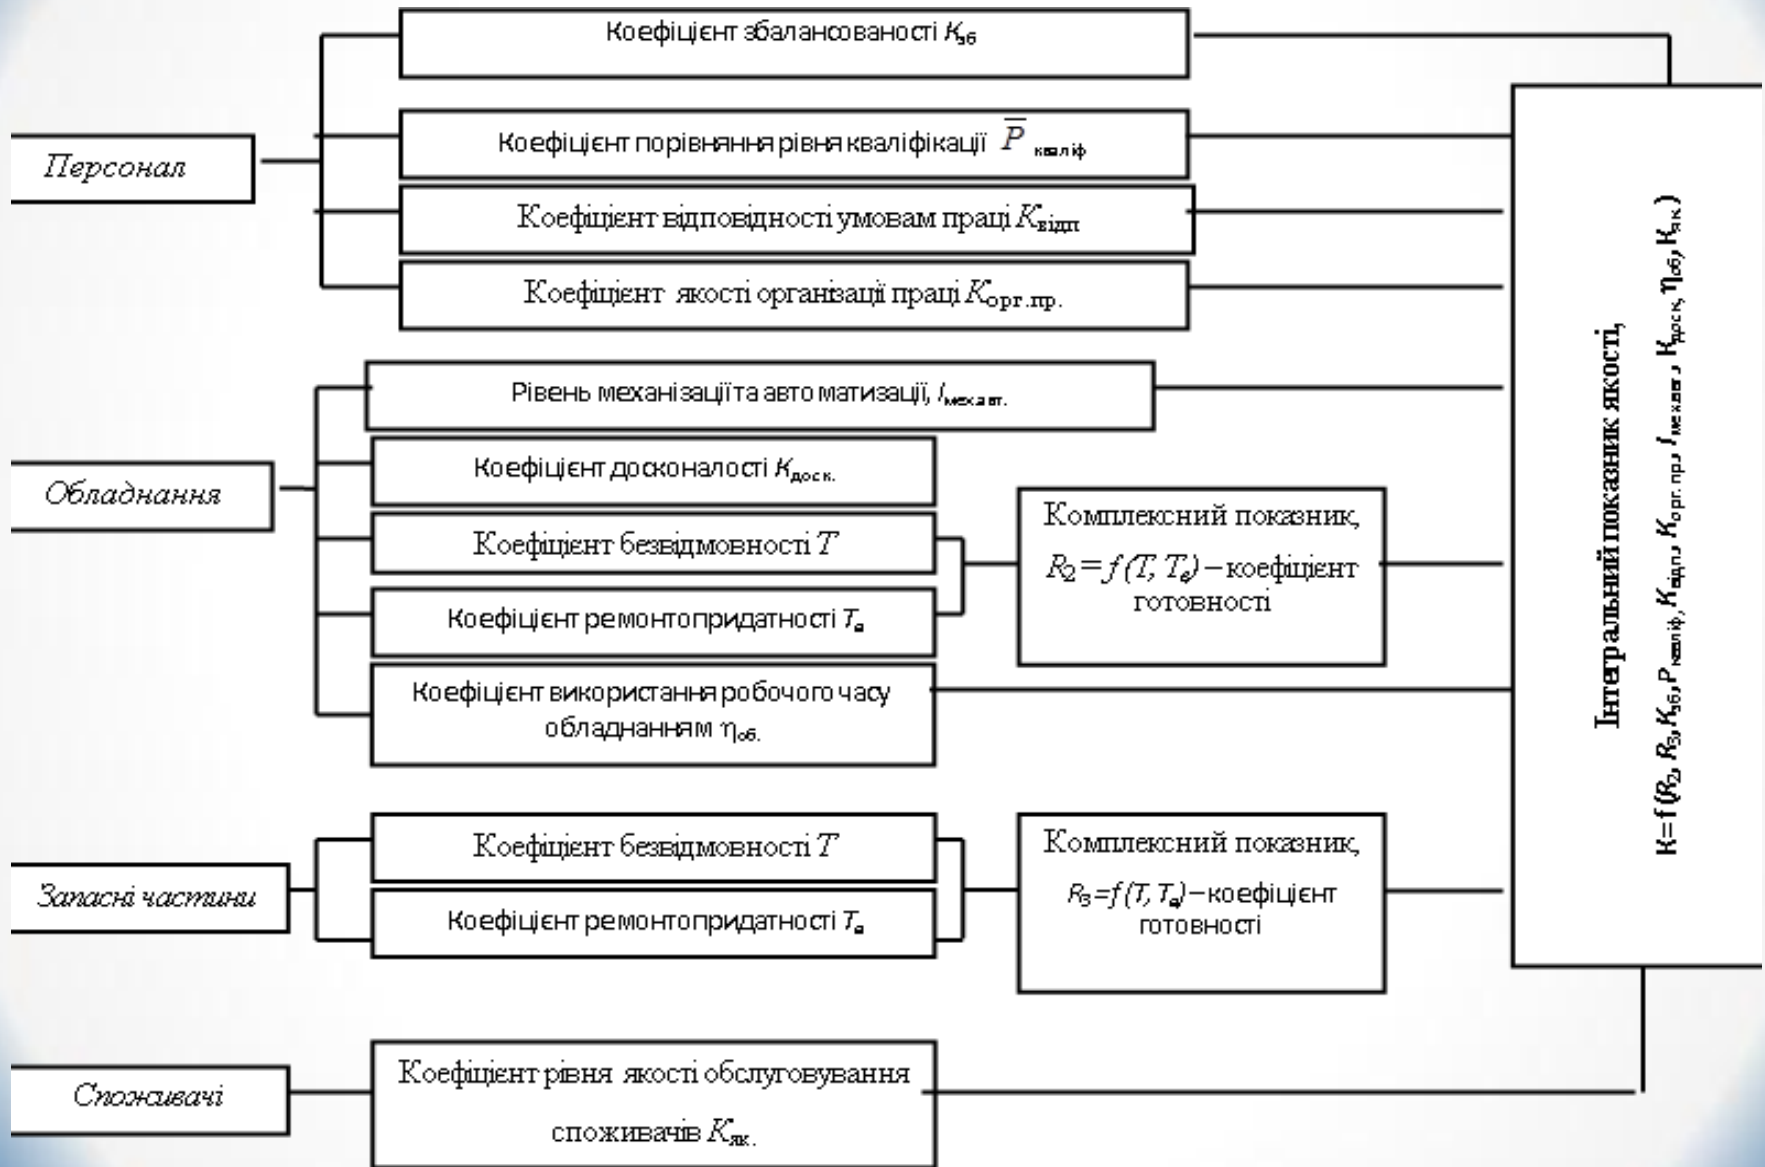 Коефіцієнт збалансованості Kзб
Персонал
Коефіцієнт порівняння рівня кваліфікації P̅ кваліф
Коефіцієнт відповідності умовам праці Kвідп
Коефіцієнт якості організації праці Kорг.пр.
Рівень механізації та автоматизації, Iмех.авт.
Обладнання
Коефіцієнт досконалості Kдоск.
Коефіцієнт безвідмовності T
Коефіцієнт ремонтопридатності Tв
Коефіцієнт використання робочого часу
обладнанням ηоб.
Комплексний показник,
R2 = f(T, Tв) – коефіцієнт
готовності
Запасні частини
Коефіцієнт безвідмовності T
Коефіцієнт ремонтопридатності Tв
Комплексний показник,
R3=f(T, Tв) – коефіцієнт
готовності
Споживачі
Коефіцієнт рівня якості обслуговування
споживачів Kяк.
Інтегральний показник якості,
K=f(R2, R3, Kзб, Pкваліф, Kвідп, Kорг.пр., Iмех.авт., Kдоск, ηоб, Kяк)